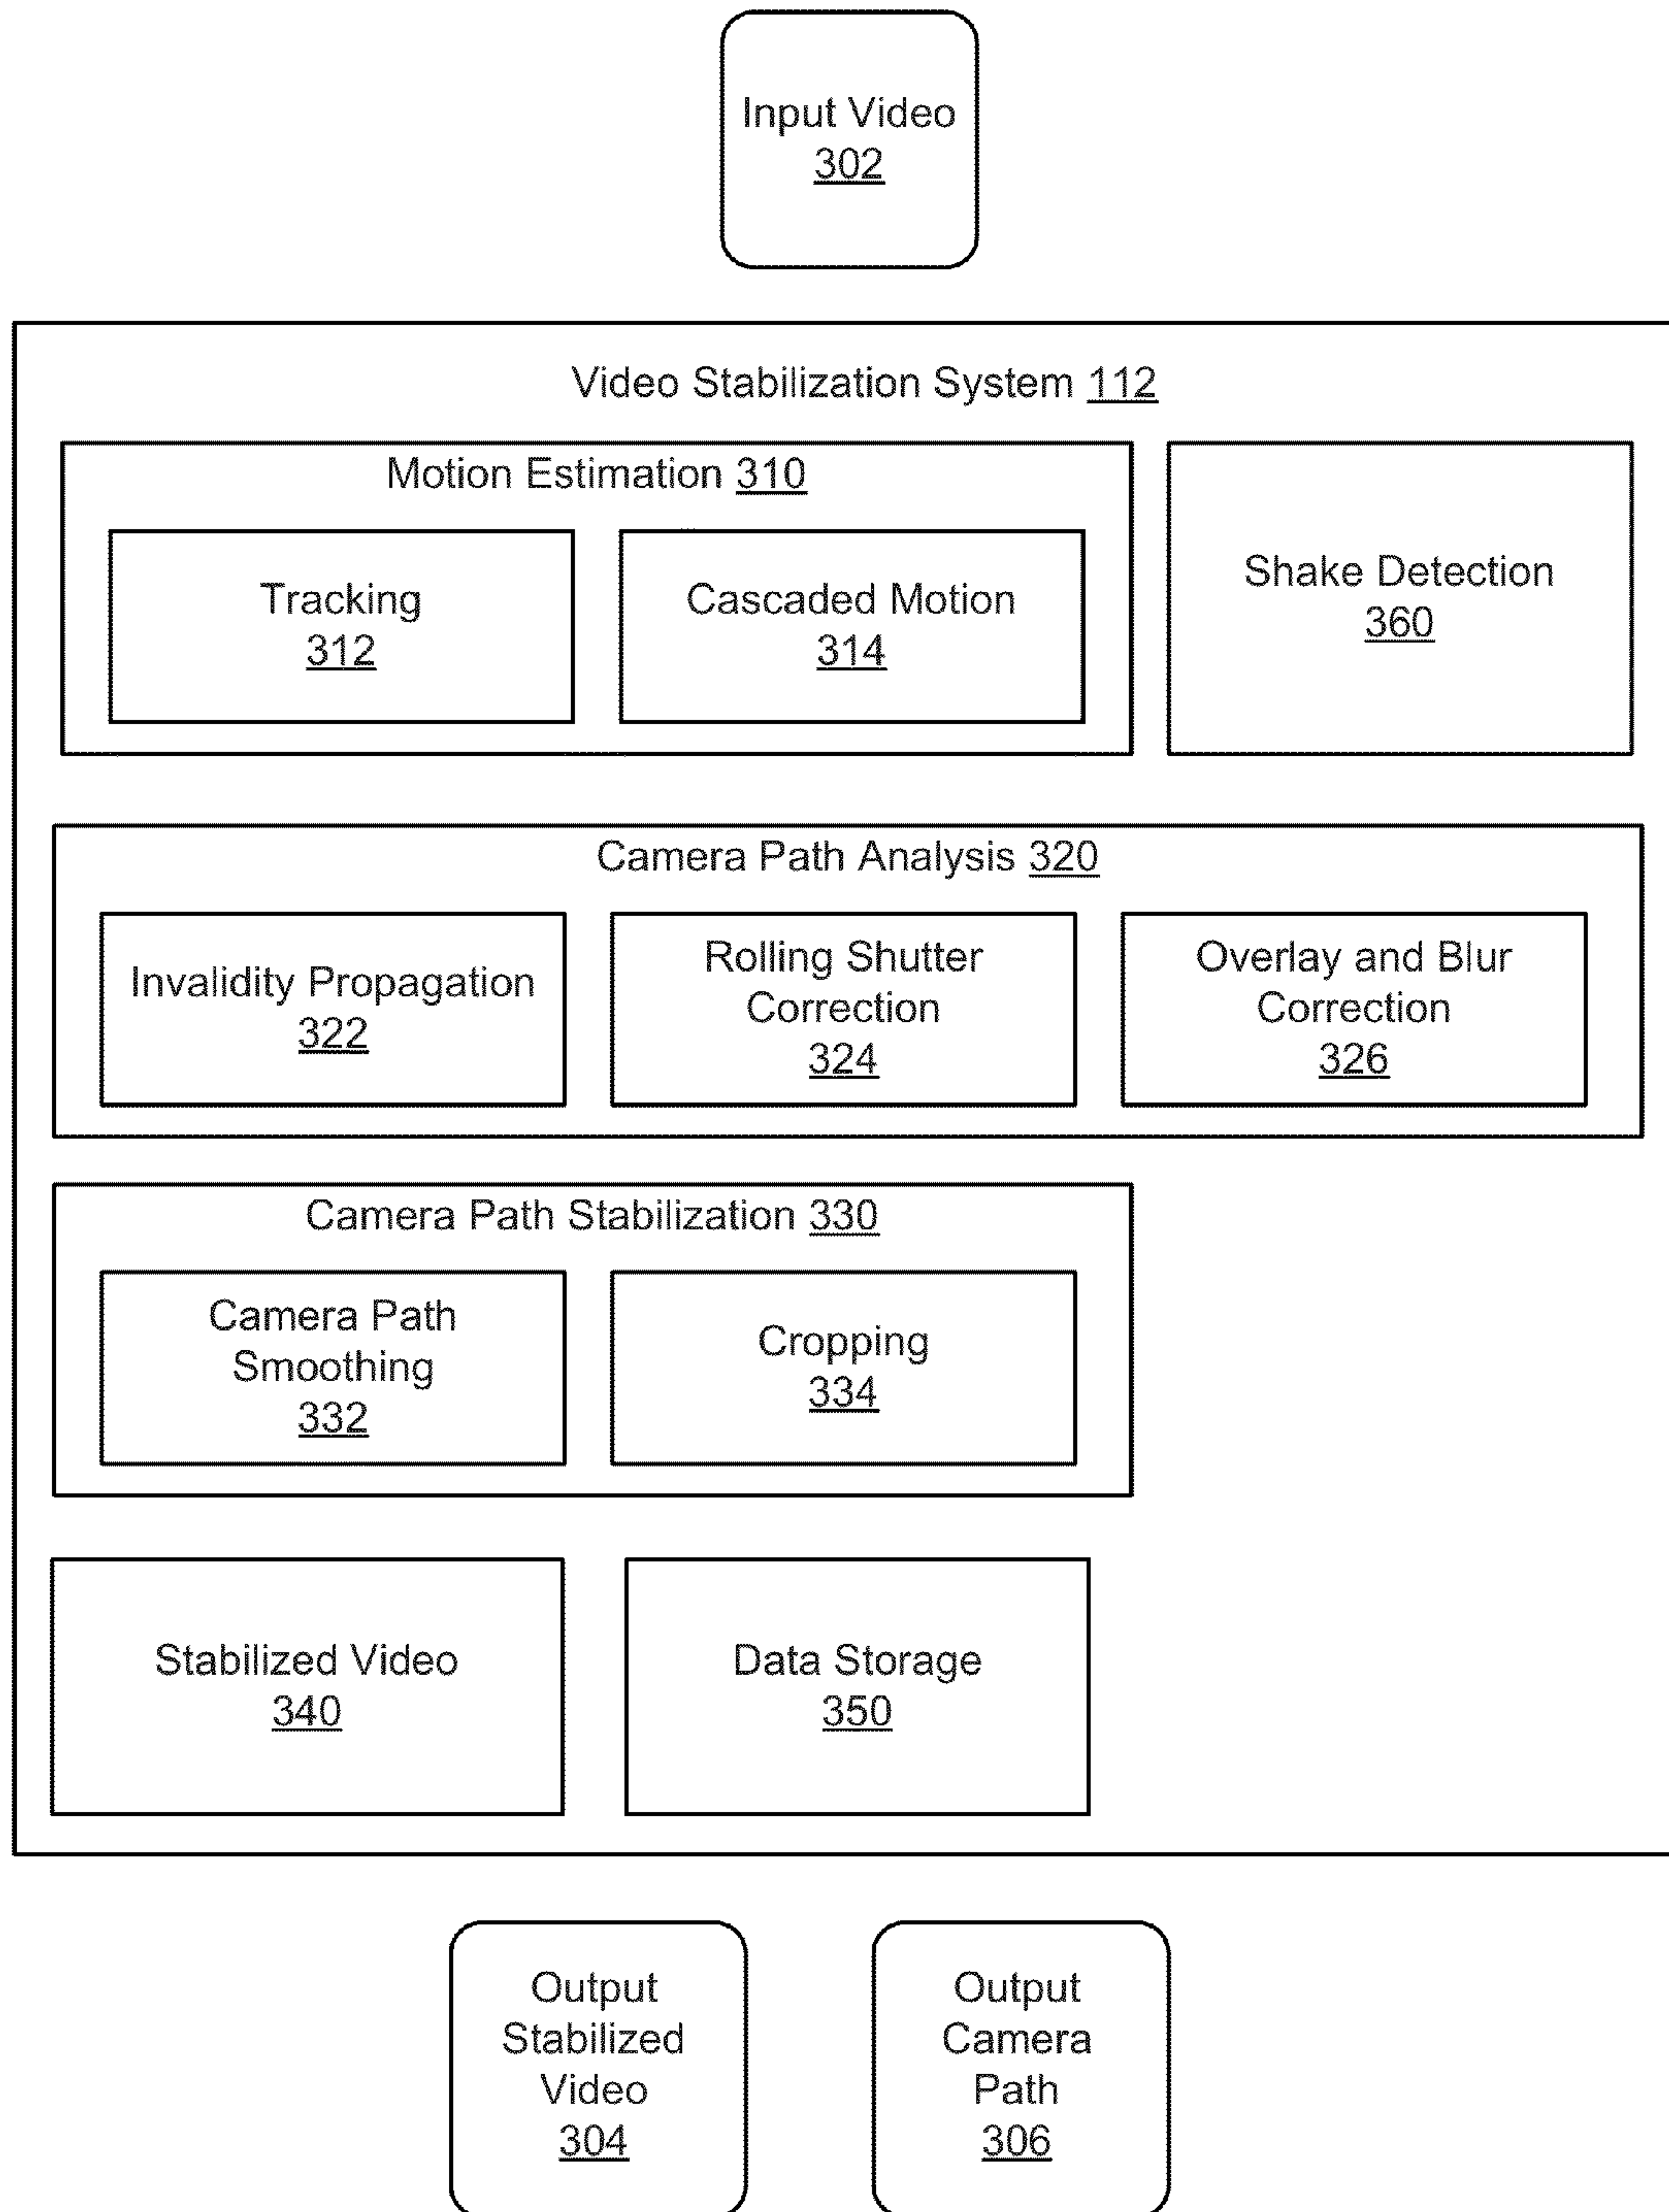 Input Video
302
Video Stabilization System 112
Motion Estimation 310
Tracking
312
Cascaded Motion
314
Shake Detection
360
Camera Path Analysis 320
Invalidity Propagation
322
Rolling Shutter
Correction
324
Overlay and Blur
Correction
326
Camera Path Stabilization 330
Camera Path
Smoothing
332
Cropping
334
Stabilized Video
340
Data Storage
350
Output
Stabilized
Video
304
Output
Camera
Path
306